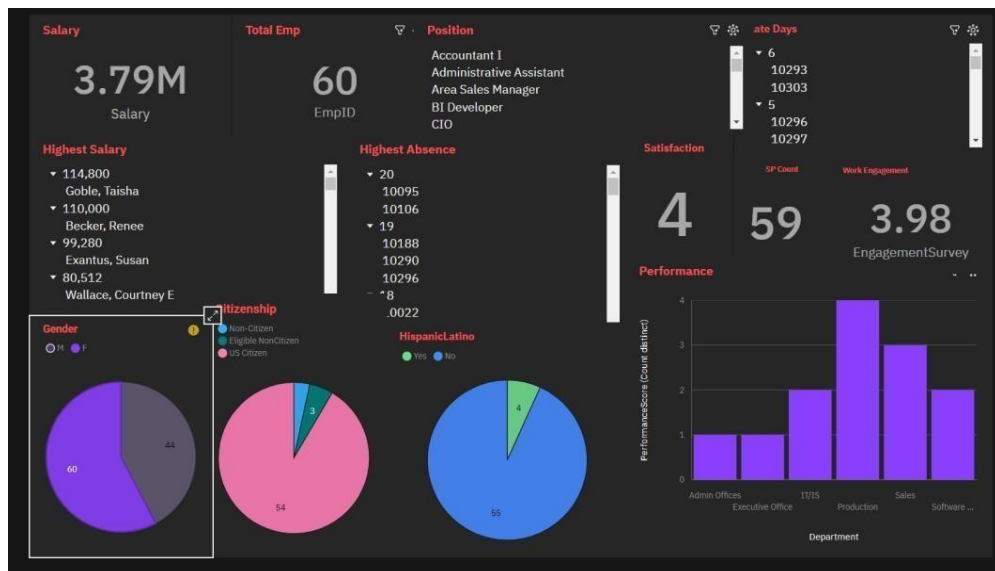 Salary
3.79M
Salary
Total Emp
60
EmpID
Position
Accountant I
Administrative Assistant
Area Sales Manager
BI Developer
CIO
ate Days
6
10293
10303
5
10296
10297
Highest Salary
114,800
Goble, Taisha
110,000
Becker, Renee
99,280
Exantus, Susan
80,512
Wallace, Courtney E
Highest Absence
20
10095
10106
19
10188
10290
10296
8
.0022
Satisfaction
4
SP Count
59
Work Engagement
3.98
EngagementSurvey
Gender
M F
44
60
itizenship
Non-Citizen
Eligible NonCitizen
US Citizen
3
54
HispanicLatino
Yes No
4
55
Performance
PerformanceScore (Count distinct)
4
3
2
1
0
Admin Offices
Executive Office
IT/IS
Production
Sales
Software ...
Department